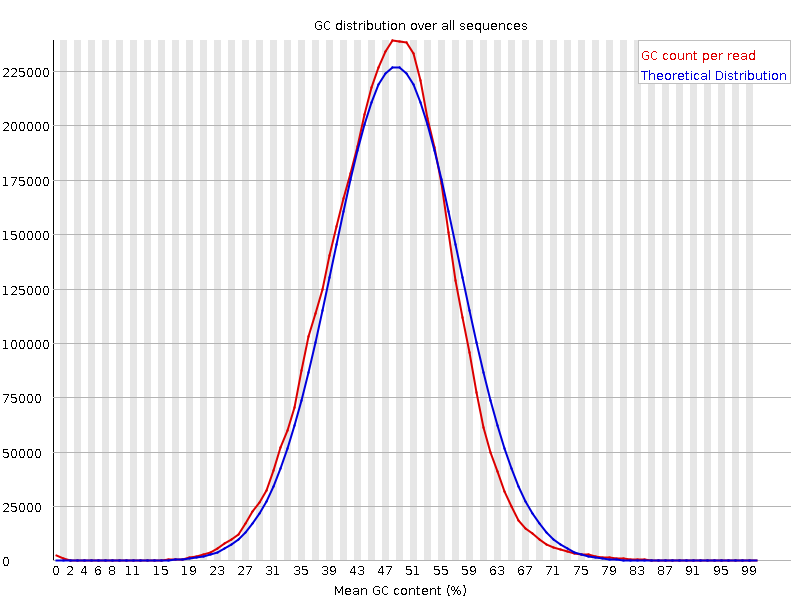 GC distribution over all sequences
GC count per read
Theoretical Distribution
225000
200000
175000
150000
125000
100000
75000
50000
25000
0
0 2 4 6 8 11 15 19 23 27 31 35 39 43 47 51 55 59 63 67 71 75 79 83 87 91 95 99
Mean GC content (%)